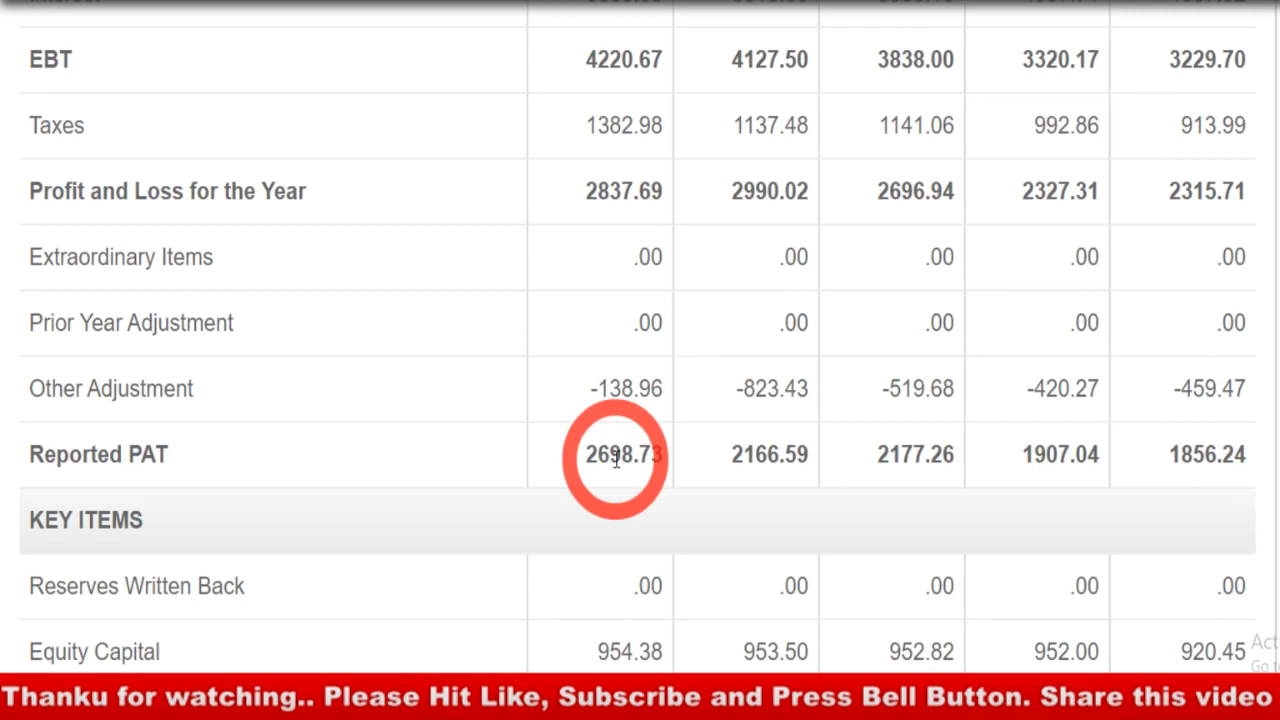 EBT 4220.67 4127.50 3838.00 3320.17 3229.70
Taxes 1382.98 1137.48 1141.06 992.86 913.99
Profit and Loss for the Year 2837.69 2990.02 2696.94 2327.31 2315.71
Extraordinary Items .00 .00 .00 .00 .00
Prior Year Adjustment .00 .00 .00 .00 .00
Other Adjustment -138.96 -823.43 -519.68 -420.27 -459.47
Reported PAT 2698.73 2166.59 2177.26 1907.04 1856.24
KEY ITEMS
Reserves Written Back .00 .00 .00 .00 .00
Equity Capital 954.38 953.50 952.82 952.00 920.45
Thanku for watching.. Please Hit Like, Subscribe and Press Bell Button. Share this video